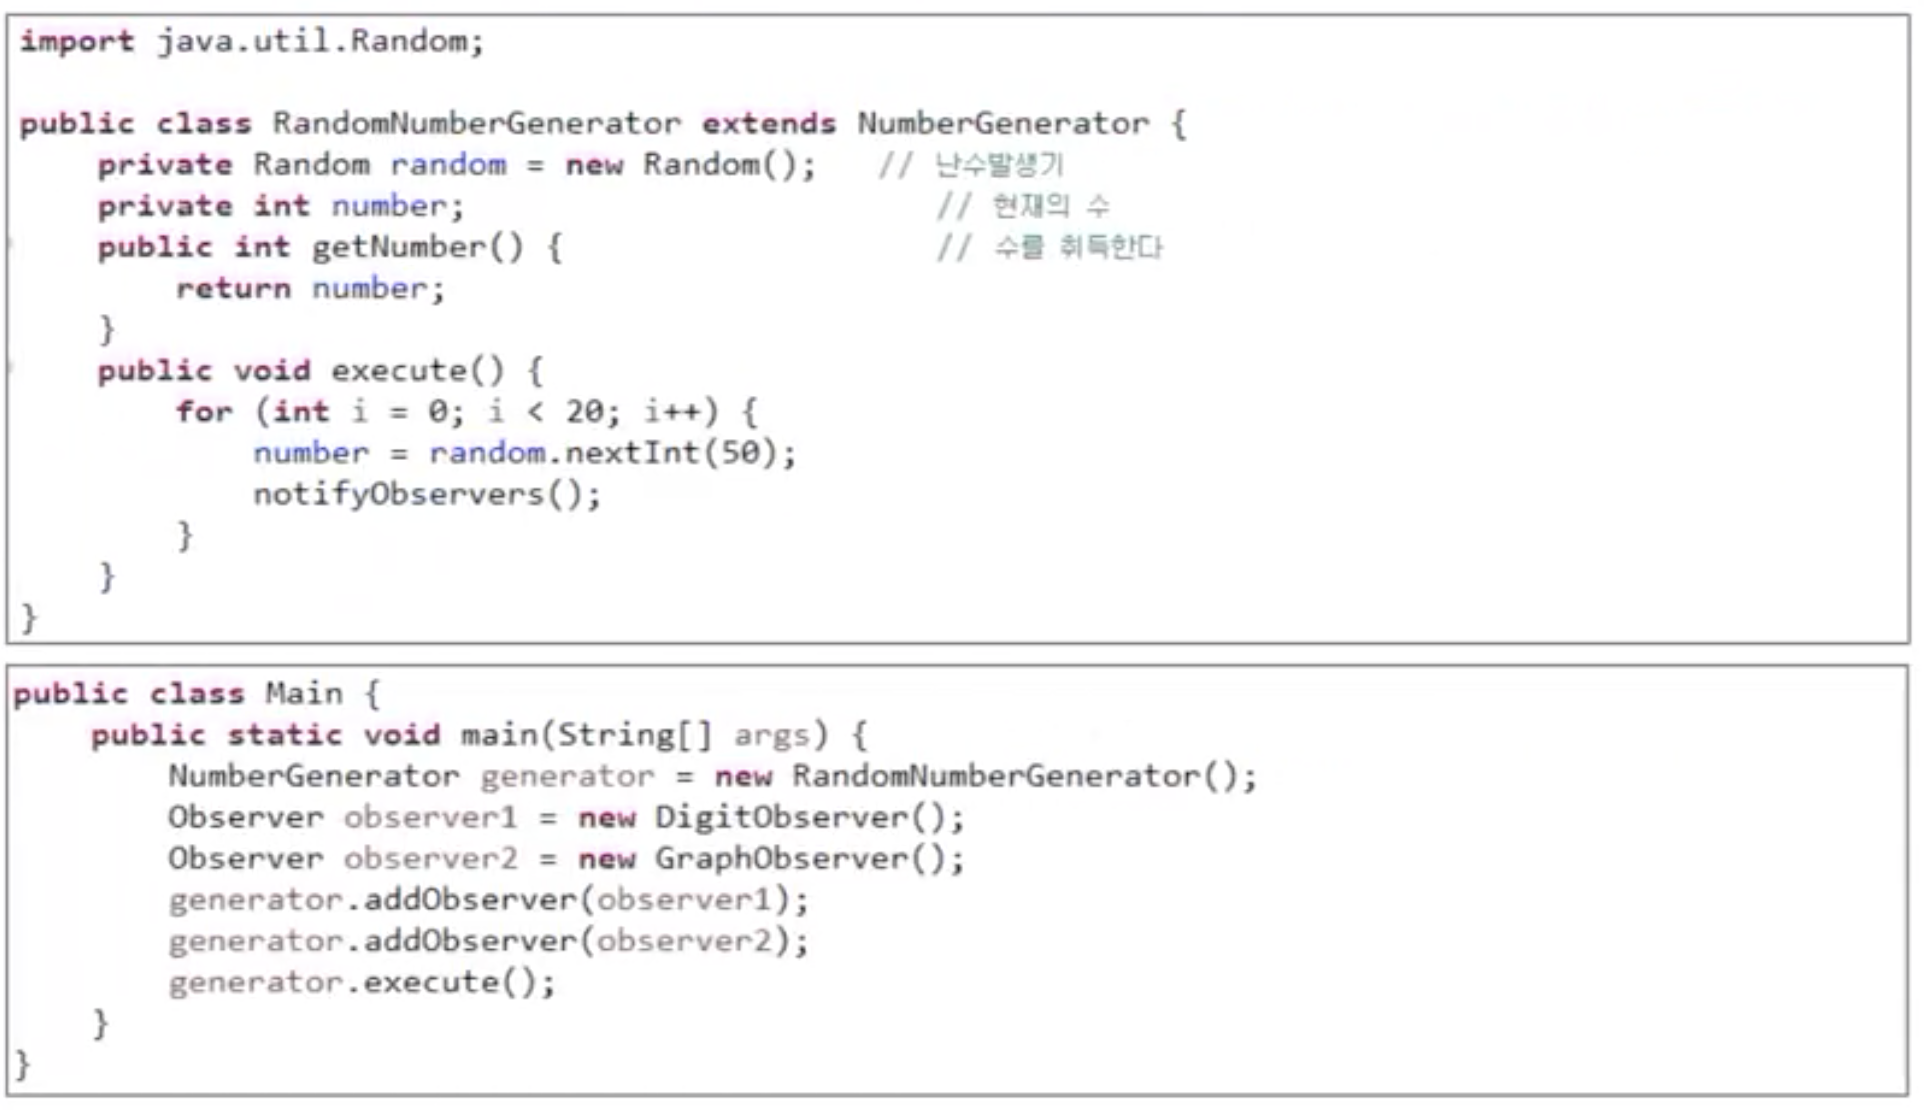 import java.util.Random;
public class RandomNumberGenerator extends NumberGenerator {
private Random random = new Random(); // 난수발생기
private int number; // 현재의 수
public int getNumber() { // 수를 취득한다
return number;
}
public void execute() {
for (int i = 0; i < 20; i++) {
number = random.nextInt(50);
notifyObservers();
}
}
}
public class Main {
public static void main(String[] args) {
NumberGenerator generator = new RandomNumberGenerator();
Observer observer1 = new DigitObserver();
Observer observer2 = new GraphObserver();
generator.addObserver(observer1);
generator.addObserver(observer2);
generator.execute();
}
}